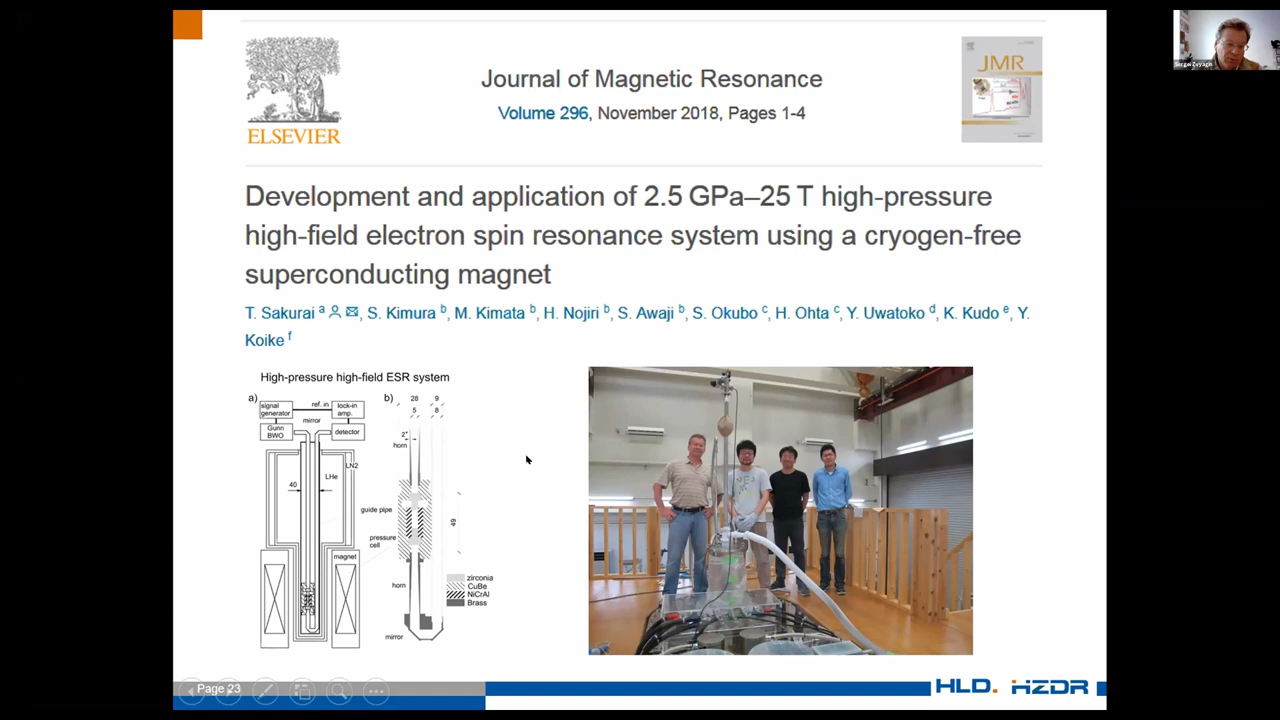 Journal of Magnetic Resonance
JMR
Sergei Zvyagin
Volume 296, November 2018, Pages 1-4
ELSEVIER
Development and application of 2.5 GPa–25 T high-pressure
high-field electron spin resonance system using a cryogen-free
superconducting magnet
T. Sakurai a, S. Kimura b, M. Kimata b, H. Nojiri b, S. Awaji b, S. Okubo c, H. Ohta c, Y. Uwatoko d, K. Kudo e, Y.
Koike f
High-pressure high-field ESR system
a)
signal
generator
ref. in
lock-in
amp.
mirror
Gunn
BWO
detector
LN2
LHe
40
magnet
b)
28
9
5
8
2°
horn
guide pipe
pressure
cell
49
horn
mirror
zirconia
CuBe
NiCrAl
Brass
Page 23
HLD.
HZDR